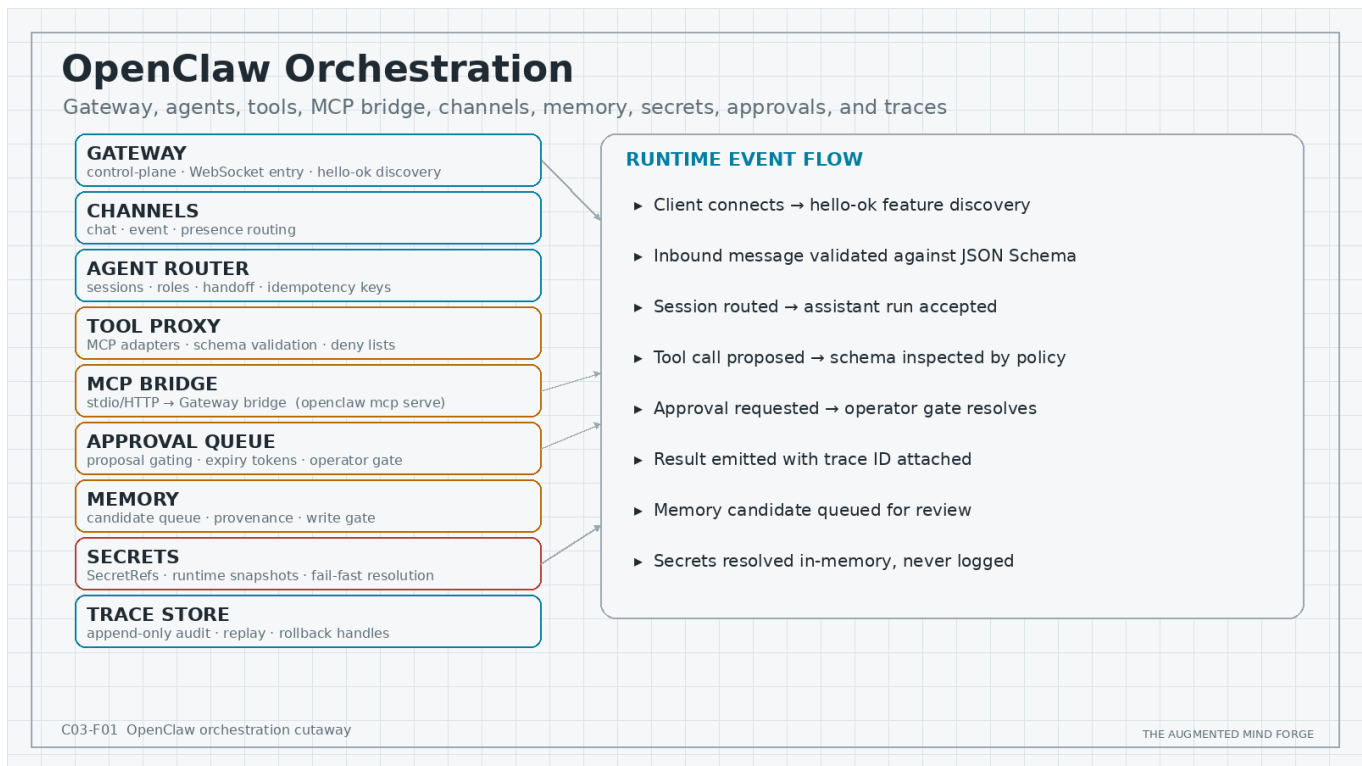 OpenClaw Orchestration
Gateway, agents, tools, MCP bridge, channels, memory, secrets, approvals, and traces
GATEWAY
control-plane · WebSocket entry · hello-ok discovery
CHANNELS
chat · event · presence routing
AGENT ROUTER
sessions · roles · handoff · idempotency keys
TOOL PROXY
MCP adapters · schema validation · deny lists
MCP BRIDGE
stdio/HTTP → Gateway bridge (openclaw mcp serve)
APPROVAL QUEUE
proposal gating · expiry tokens · operator gate
MEMORY
candidate queue · provenance · write gate
SECRETS
SecretRefs · runtime snapshots · fail-fast resolution
TRACE STORE
append-only audit · replay · rollback handles
RUNTIME EVENT FLOW
▸ Client connects → hello-ok feature discovery
▸ Inbound message validated against JSON Schema
▸ Session routed → assistant run accepted
▸ Tool call proposed → schema inspected by policy
▸ Approval requested → operator gate resolves
▸ Result emitted with trace ID attached
▸ Memory candidate queued for review
▸ Secrets resolved in-memory, never logged
C03-F01 OpenClaw orchestration cutaway
THE AUGMENTED MIND FORGE